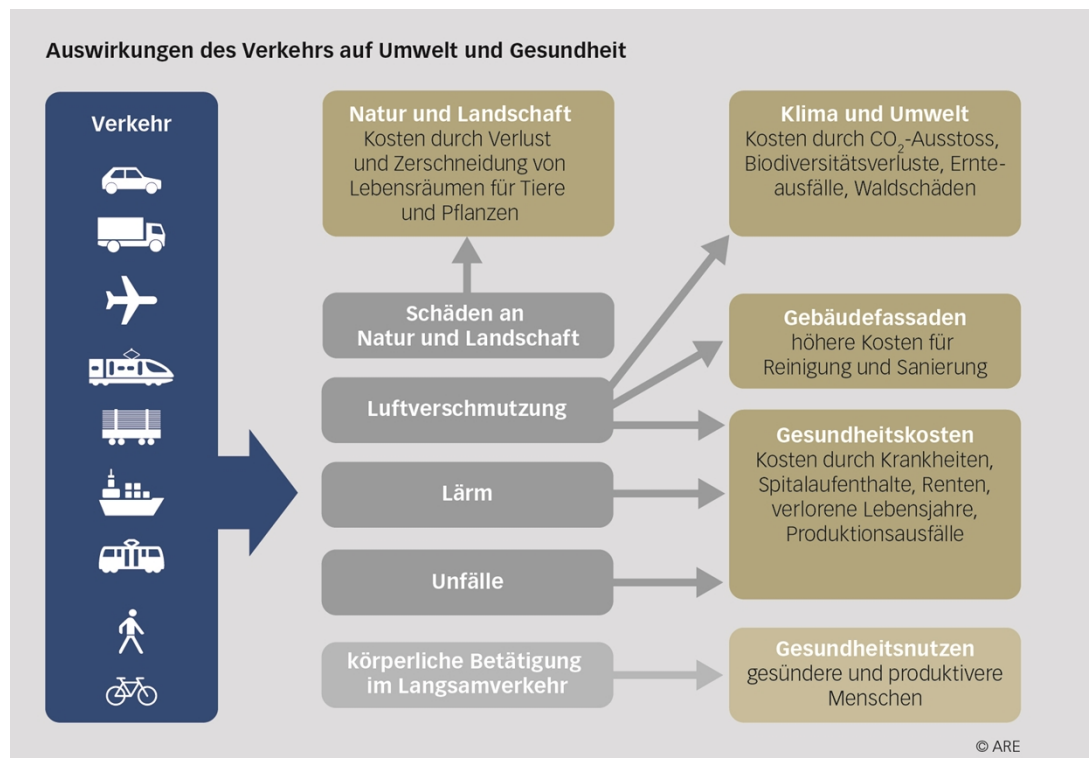 Auswirkungen des Verkehrs auf Umwelt und Gesundheit
Verkehr
Natur und Landschaft
Kosten durch Verlust
und Zerschneidung von
Lebensräumen für Tiere
und Pflanzen
Klima und Umwelt
Kosten durch CO₂-Ausstoss,
Biodiversitätsverluste, Ernte-
ausfälle, Waldschäden
Schäden an
Natur und Landschaft
Gebäudefassaden
höhere Kosten für
Reinigung und Sanierung
Luftverschmutzung
Gesundheitskosten
Kosten durch Krankheiten,
Spitalaufenthalte, Renten,
verlorene Lebensjahre,
Produktionsausfälle
Lärm
Unfälle
körperliche Betätigung
im Langsamverkehr
Gesundheitsnutzen
gesündere und produktivere
Menschen
© ARE